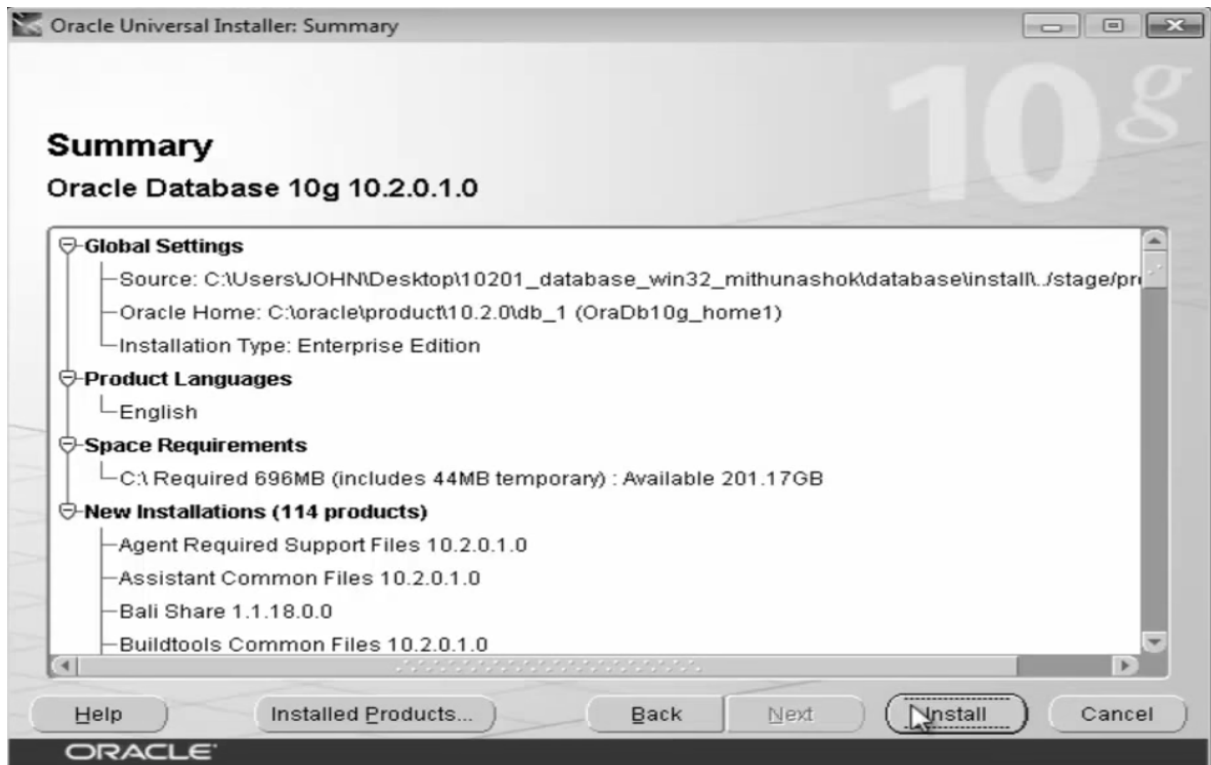 Oracle Universal Installer: Summary
10g
Summary
Oracle Database 10g 10.2.0.1.0
Global Settings
Source: C:\Users\JOHN\Desktop\10201_database_win32_mithunashok\database\install\../stage/pro
Oracle Home: C:\oracle\product\10.2.0\db_1 (OraDb10g_home1)
Installation Type: Enterprise Edition
Product Languages
English
Space Requirements
C:\ Required 696MB (includes 44MB temporary) : Available 201.17GB
New Installations (114 products)
Agent Required Support Files 10.2.0.1.0
Assistant Common Files 10.2.0.1.0
Bali Share 1.1.18.0.0
Buildtools Common Files 10.2.0.1.0
Help Installed Products... Back Next Install Cancel
ORACLE